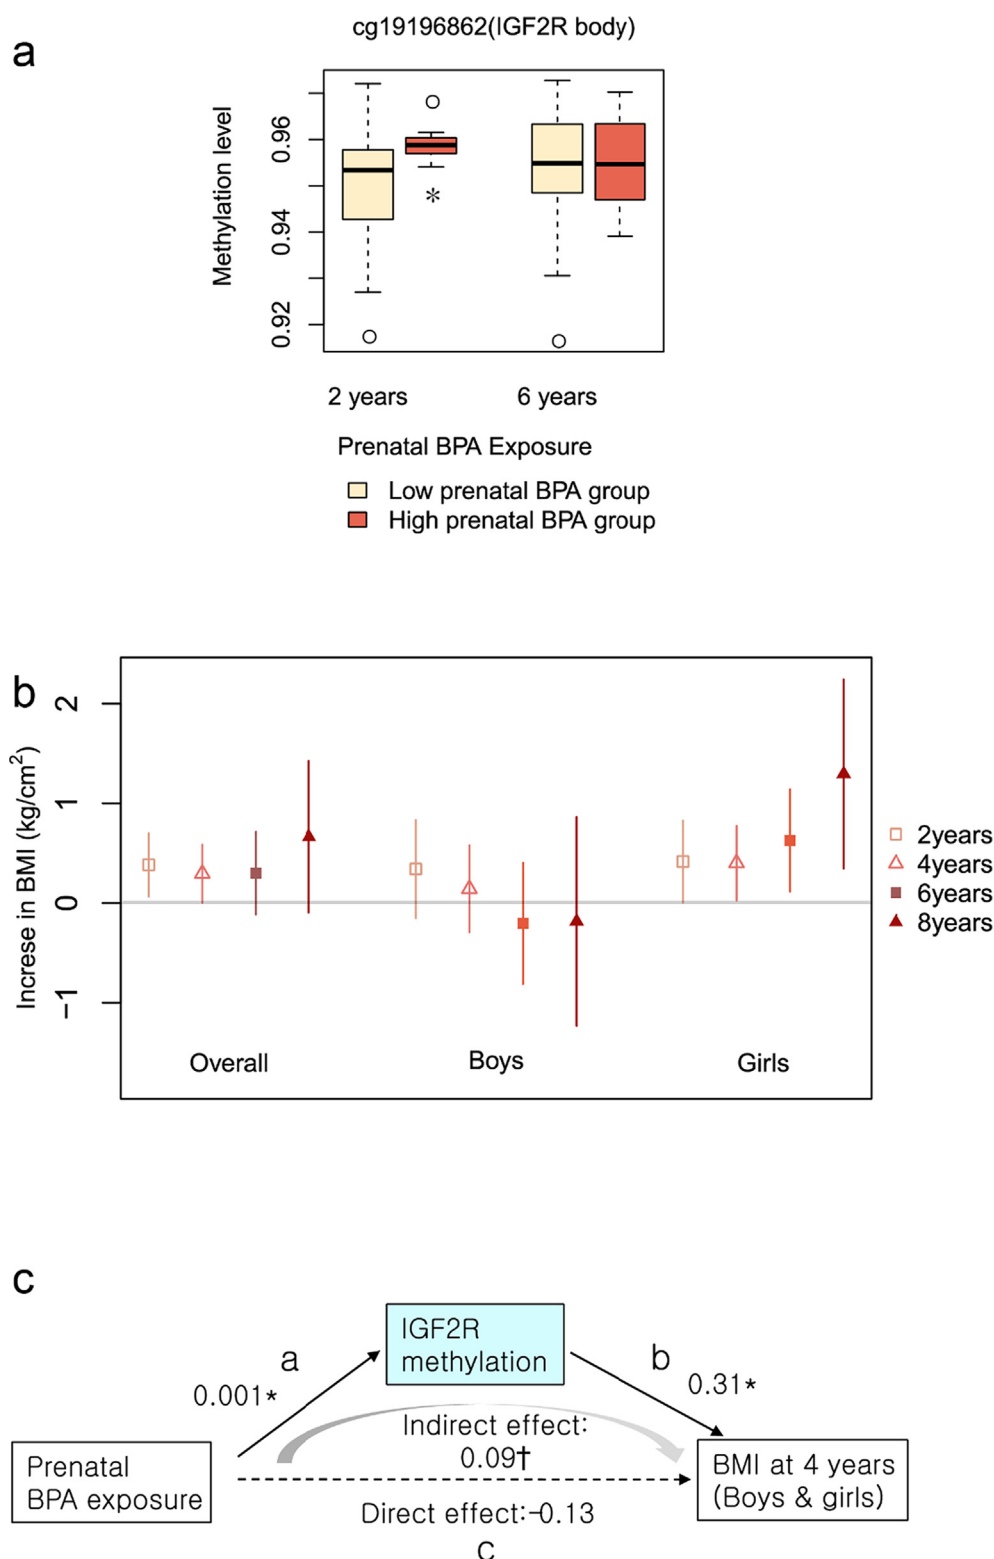 a
cg19196862(IGF2R body)
Methylation level
0.96
0.94
0.92
*
2 years 6 years
Prenatal BPA Exposure
Low prenatal BPA group
High prenatal BPA group
b
Increse in BMI (kg/cm²)
2
1
0
−1
Overall Boys Girls
2years
4years
6years
8years
c
IGF2R
methylation
a
0.001*
b
0.31*
Indirect effect:
0.09†
Prenatal
BPA exposure
BMI at 4 years
(Boys & girls)
Direct effect:-0.13
c